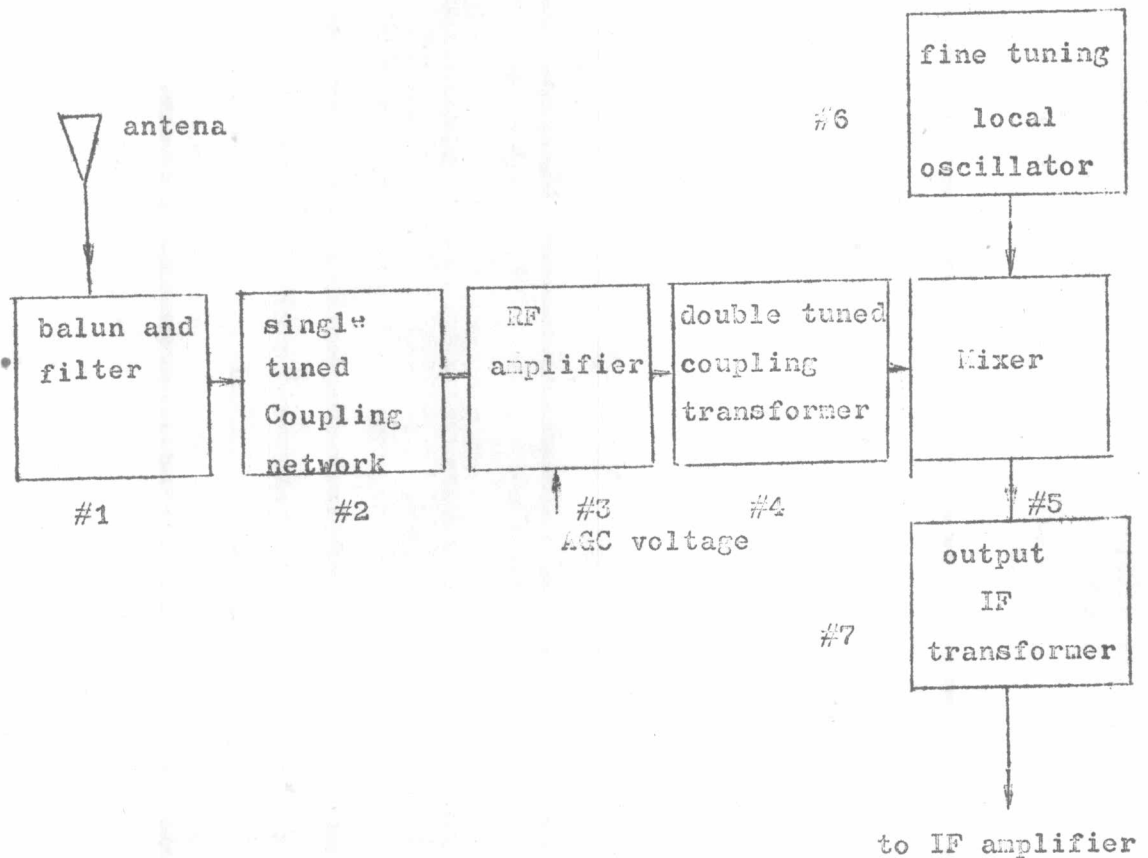 antena
#6
fine tuning
local
oscillator
balun and
filter
single
tuned
Coupling
network
RF
amplifier
double tuned
coupling
transformer
Mixer
#1
#2
#3
#4
#5
AGC voltage
output
IF
transformer
#7
to IF amplifier